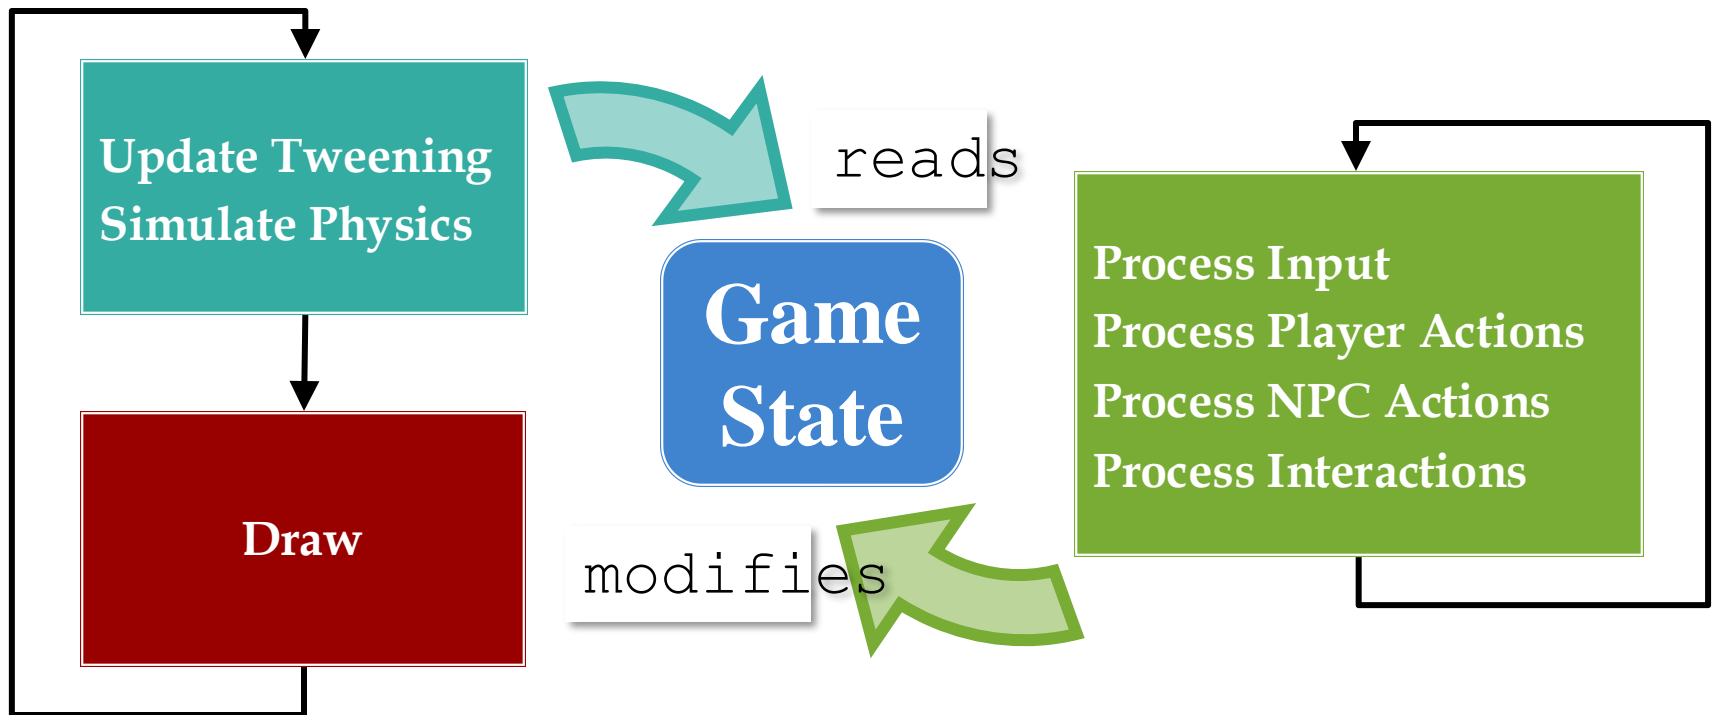 Update Tweening
Simulate Physics
Draw
reads
Game
State
modifies
Process Input
Process Player Actions
Process NPC Actions
Process Interactions